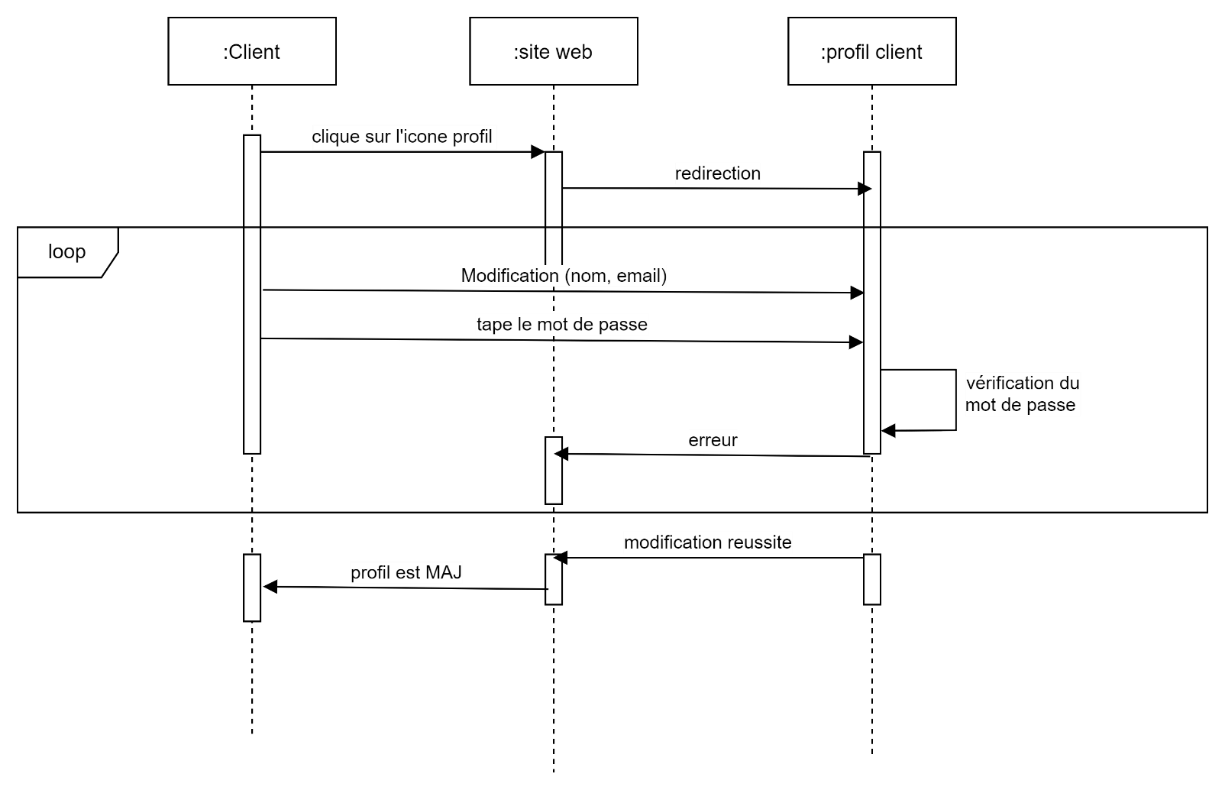 :Client
:site web
:profil client
clique sur l'icone profil
redirection
loop
Modification (nom, email)
tape le mot de passe
vérification du
mot de passe
erreur
modification reussite
profil est MAJ